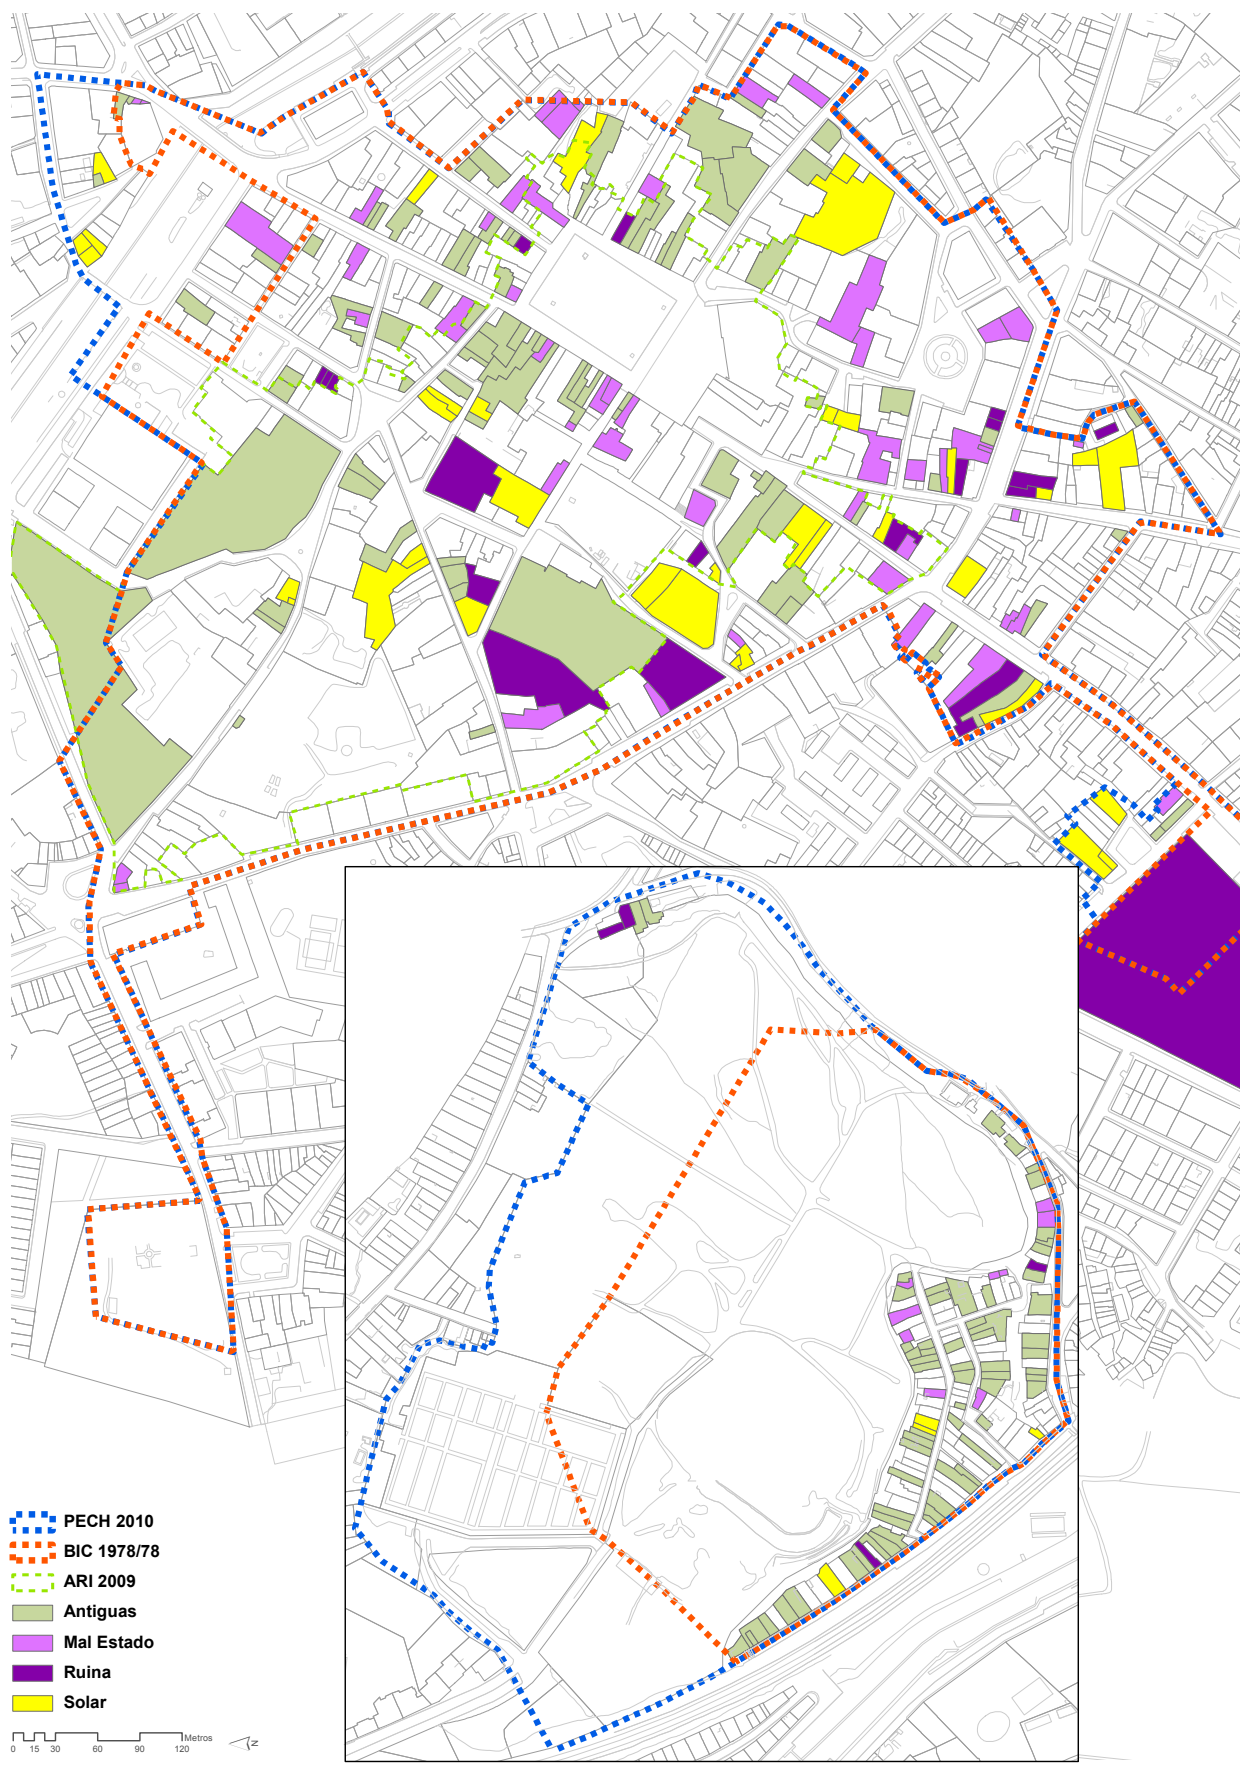 PECH 2010
BIC 1978/78
ARI 2009
Antiguas
Mal Estado
Ruina
Solar
Metros
0 15 30 60 90 120
N